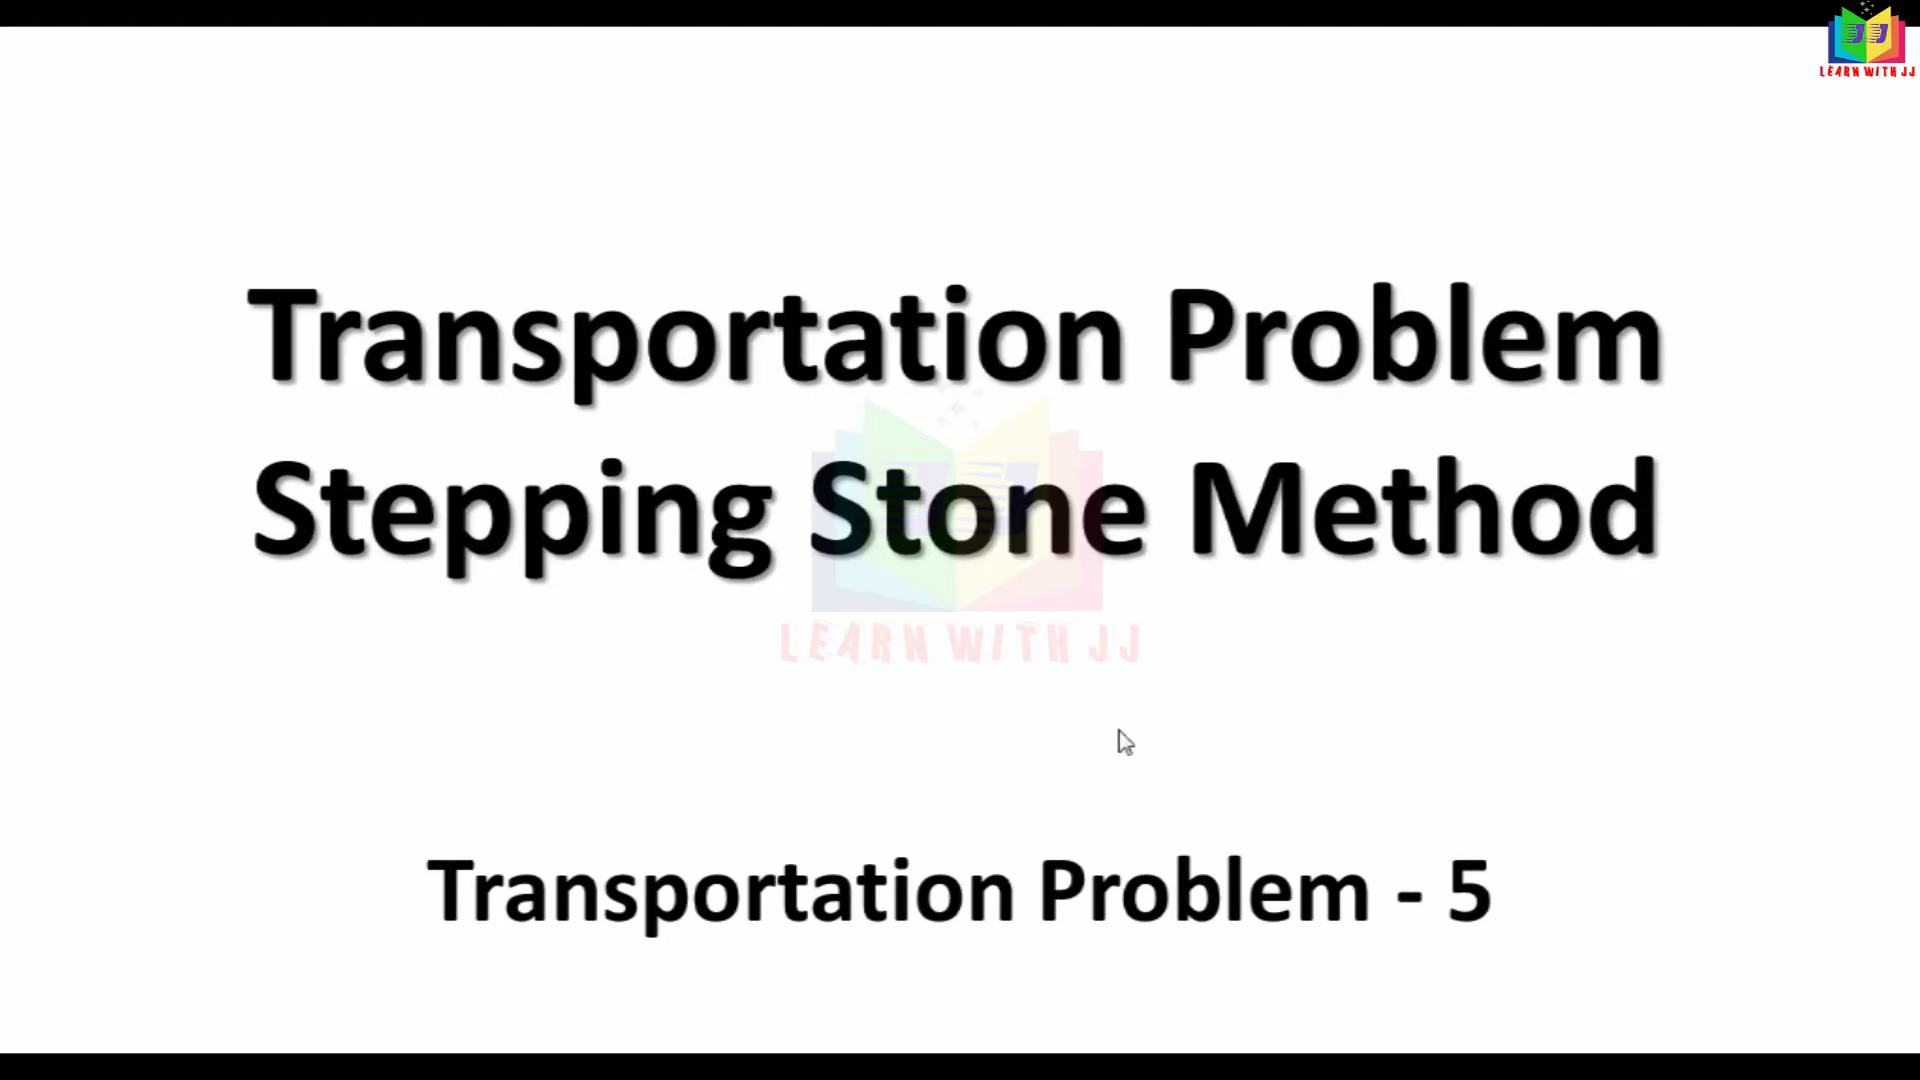 LEARN WITH JJ
Transportation Problem
Stepping Stone Method
LEARN WITH JJ
Transportation Problem - 5